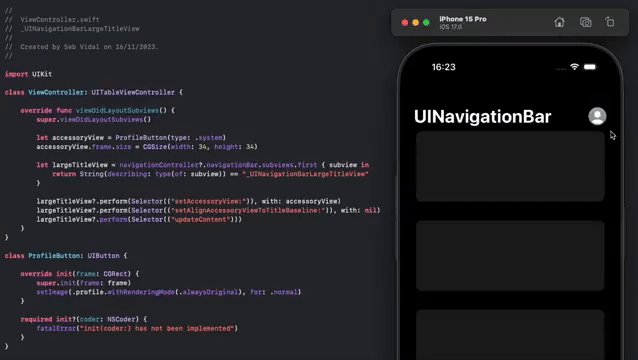 //
//  ViewController.swift
//  _UINavigationBarLargeTitleView
//
//  Created by Seb Vidal on 16/11/2023.
//
import UIKit
class ViewController: UITableViewController {
override func viewDidLayoutSubviews() {
super.viewDidLayoutSubviews()
let accessoryView = ProfileButton(type: .system)
accessoryView.frame.size = CGSize(width: 34, height: 34)
let largeTitleView = navigationController?.navigationBar.subviews.first { subview in
return String(describing: type(of: subview)) == "_UINavigationBarLargeTitleView"
}
largeTitleView?.perform(Selector(("setAccessoryView:")), with: accessoryView)
largeTitleView?.perform(Selector(("setAlignAccessoryViewToTitleBaseline:")), with: nil)
largeTitleView?.perform(Selector(("updateContent")))
}
}
class ProfileButton: UIButton {
override init(frame: CGRect) {
super.init(frame: frame)
setImage(.profile.withRenderingMode(.alwaysOriginal), for: .normal)
}
required init?(coder: NSCoder) {
fatalError("init(coder:) has not been implemented")
}
}
iPhone 15 Pro
iOS 17.0
16:23
UINavigationBar